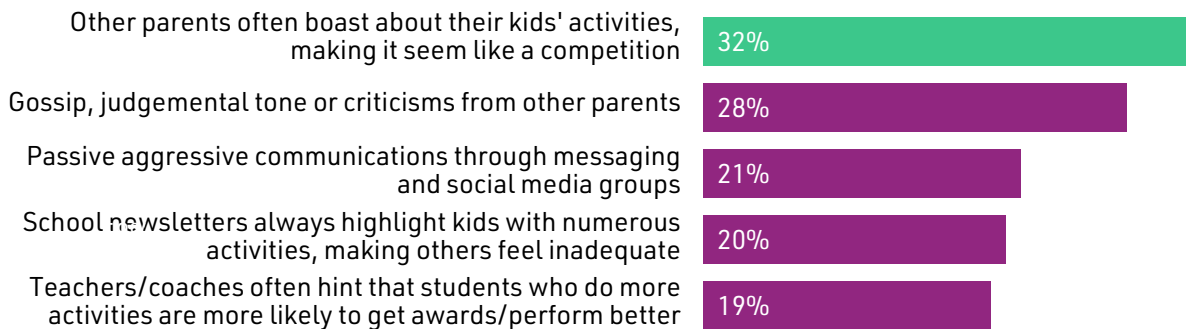 Other parents often boast about their kids' activities,
making it seem like a competition
32%
Gossip, judgemental tone or criticisms from other parents
28%
Passive aggressive communications through messaging
and social media groups
21%
School newsletters always highlight kids with numerous
activities, making others feel inadequate
20%
Teachers/coaches often hint that students who do more
activities are more likely to get awards/perform better
19%